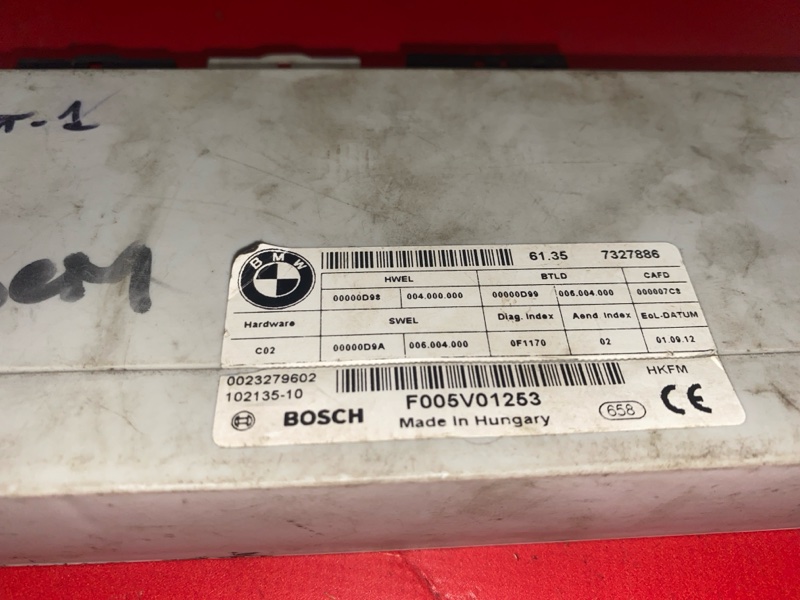 -1
BMW
61.35 7327886
HWEL BTLD CAFD
00000D98 004.000.000 00000D99 006.004.000 000007C8
Hardware SWEL Diag. Index Aend. Index EoL-DATUM
C02 00000D9A 006.004.000 0F1170 02 01.09.12
0023279602
102135-10
HKFM
BOSCH F005V01253
Made in Hungary
658
CE